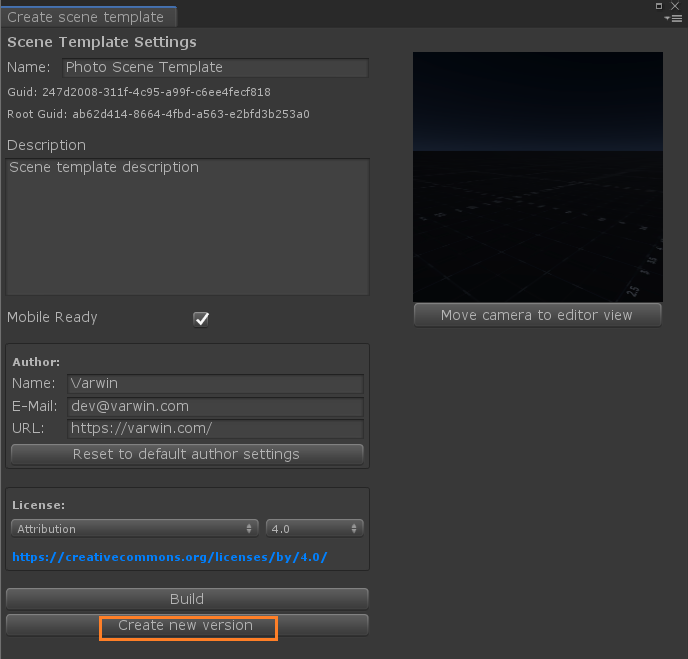 Create scene template
Scene Template Settings
Name: Photo Scene Template
Guid: 247d2008-311f-4c95-a99f-c6ee4fecf818
Root Guid: ab62d414-8664-4fbd-a563-e2bfd3b253a0
Description
Scene template description
2.5
Move camera to editor view
Mobile Ready
Author:
Name: Varwin
E-Mail: dev@varwin.com
URL: https://varwin.com/
Reset to default author settings
License:
Attribution 4.0
https://creativecommons.org/licenses/by/4.0/
Build
Create new version